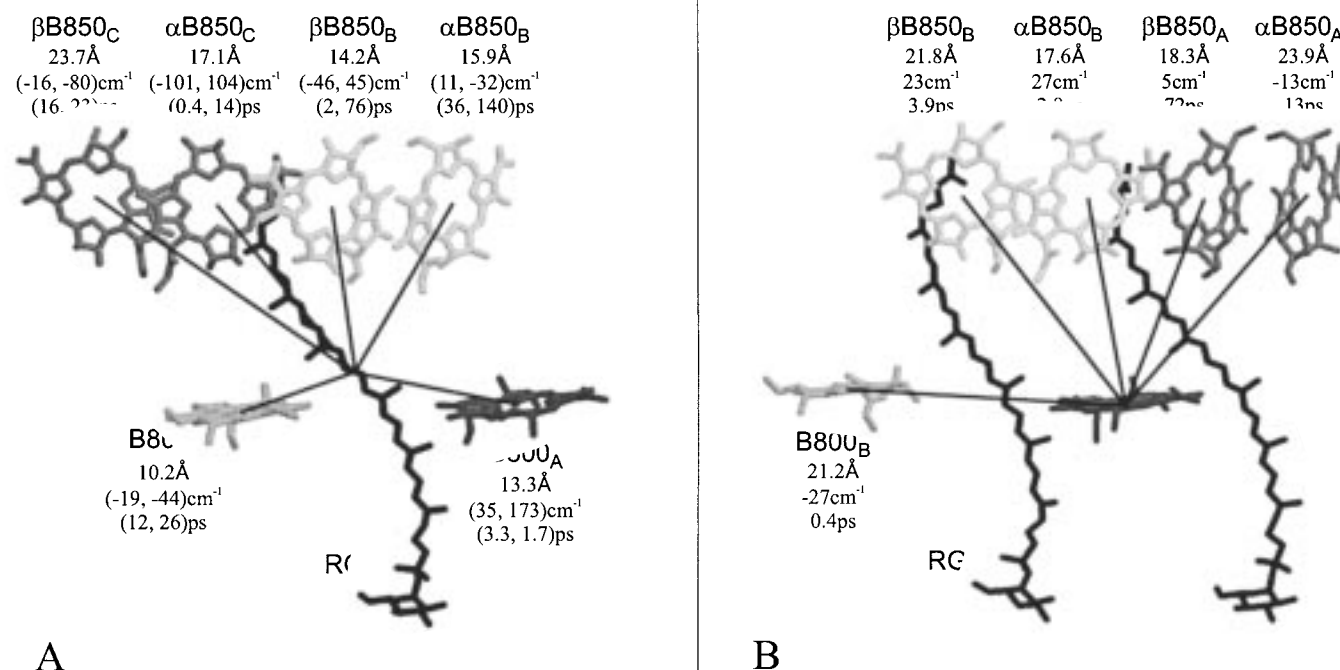 βB850C αB850C βB850B αB850B
23.7Å 17.1Å 14.2Å 15.9Å
(-16, -80)cm-1 (-101, 104)cm-1 (-46, 45)cm-1 (11, -32)cm-1
(0.4, 14)ps (2, 76)ps (36, 140)ps
10.2Å
(-19, -44)cm-1
(12, 26)ps
13.3Å
(35, 173)cm-1
(3.3, 1.7)ps
A
βB850B αB850B βB850A αB850A
21.8Å 17.6Å 18.3Å 23.9Å
23cm-1 27cm-1 5cm-1 -13cm-1
3.9ps 72ps 13ps
B800B
21.2Å
-27cm-1
0.4ps
B